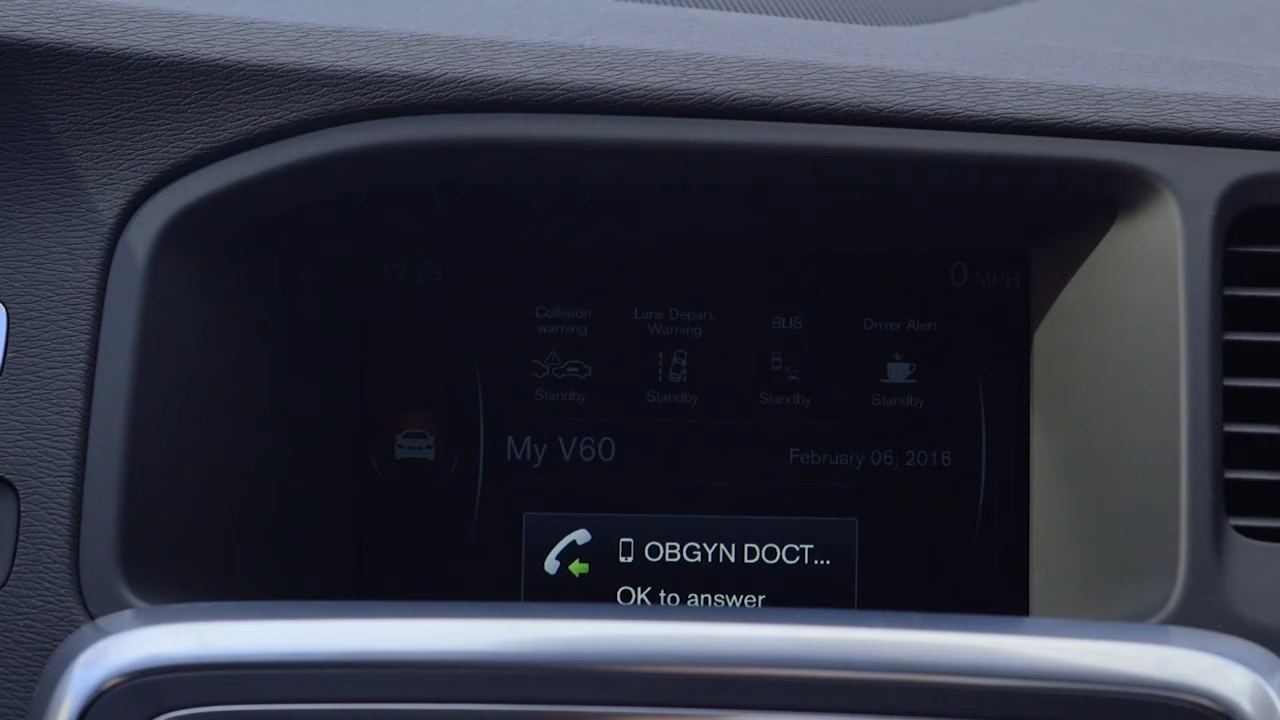 0 MPH
Collision
warning
Lane Depart.
Warning
BLIS
Driver Alert
Standby
Standby
Standby
Standby
My V60
February 06, 2016
OBGYN DOCT...
OK to answer